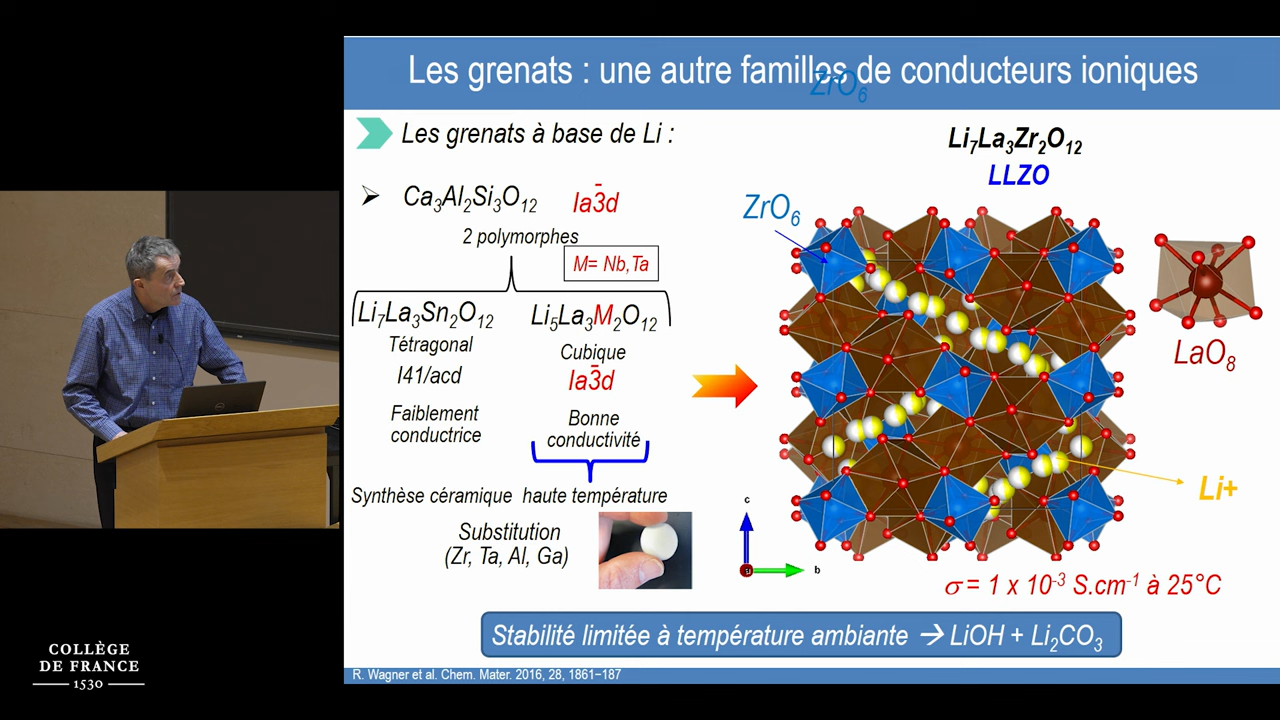 Les grenats : une autre familles de conducteurs ioniques
ZrO6
Les grenats à base de Li :
Li7La3Zr2O12
LLZO
Ca3Al2Si3O12 Ia3̄d
2 polymorphes
M= Nb,Ta
Li7La3Sn2O12 Li5La3M2O12
Tétragonal
I41/acd
Faiblement
conductrice
Cubique
Ia3̄d
Bonne
conductivité
Synthèse céramique haute température
Substitution
(Zr, Ta, Al, Ga)
ZrO6
LaO8
Li+
c
b
σ = 1 x 10-3 S.cm-1 à 25°C
Stabilité limitée à température ambiante → LiOH + Li2CO3
R. Wagner et al. Chem. Mater. 2016, 28, 1861−187
COLLÈGE
DE FRANCE
1530